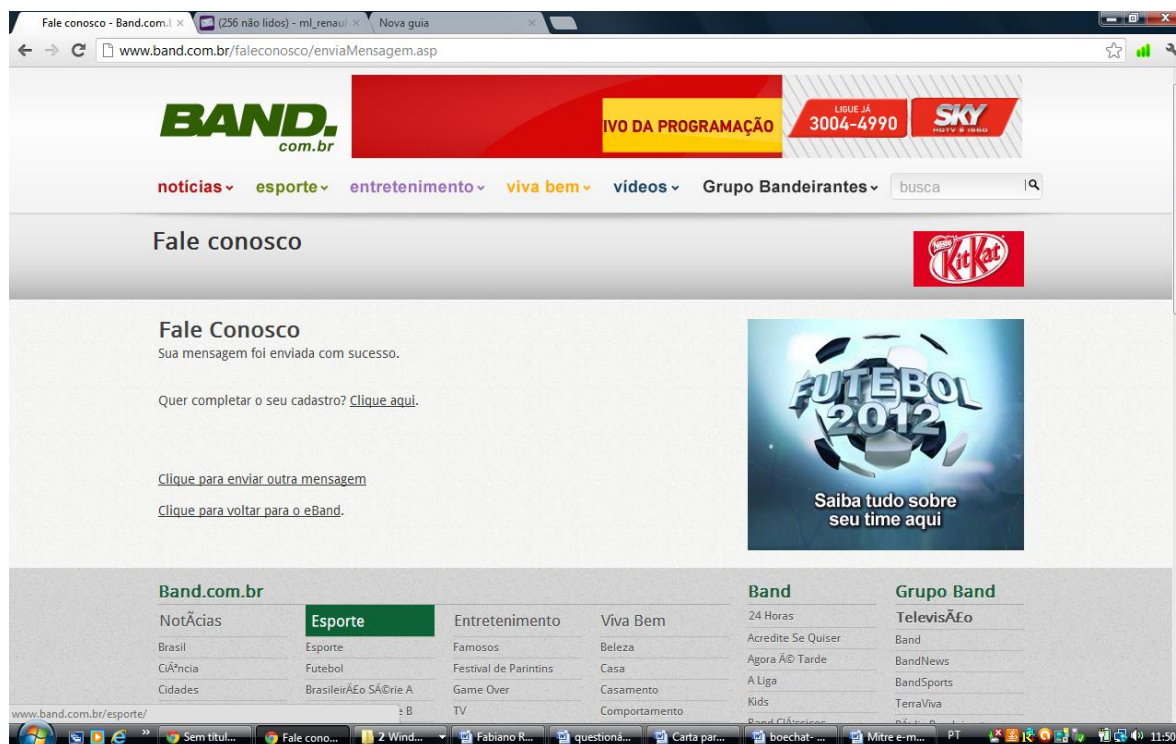 Fale conosco - Band.com.b
(256 não lidos) - ml_renaul
Nova guia
www.band.com.br/faleconosco/enviaMensagem.asp
BAND.
com.br
IVO DA PROGRAMAÇÃO
LIGUE JÁ
3004-4990
SKY
HDTV É ISSO
notícias
esporte
entretenimento
viva bem
vídeos
Grupo Bandeirantes
busca
Fale conosco
Nestlé
KitKat
Fale Conosco
Sua mensagem foi enviada com sucesso.
Quer completar o seu cadastro? Clique aqui.
Clique para enviar outra mensagem
Clique para voltar para o eBand.
FUTEBOL
2012
Saiba tudo sobre
seu time aqui
Band.com.br
NotÃcias
Brasil
CiÃªncia
Cidades
Esporte
Esporte
Futebol
BrasileirÃ£o SÃ©rie A
e B
Entretenimento
Famosos
Festival de Parintins
Game Over
TV
Viva Bem
Beleza
Casa
Casamento
Comportamento
Band
24 Horas
Acredite Se Quiser
Agora Ã© Tarde
A Liga
Kids
Grupo Band
TelevisÃ£o
Band
BandNews
BandSports
TerraViva
www.band.com.br/esporte/
Sem títul...
Fale cono...
2 Wind...
Fabiano R...
questioná...
Carta par...
boechat- ...
Mitre e-m...
PT